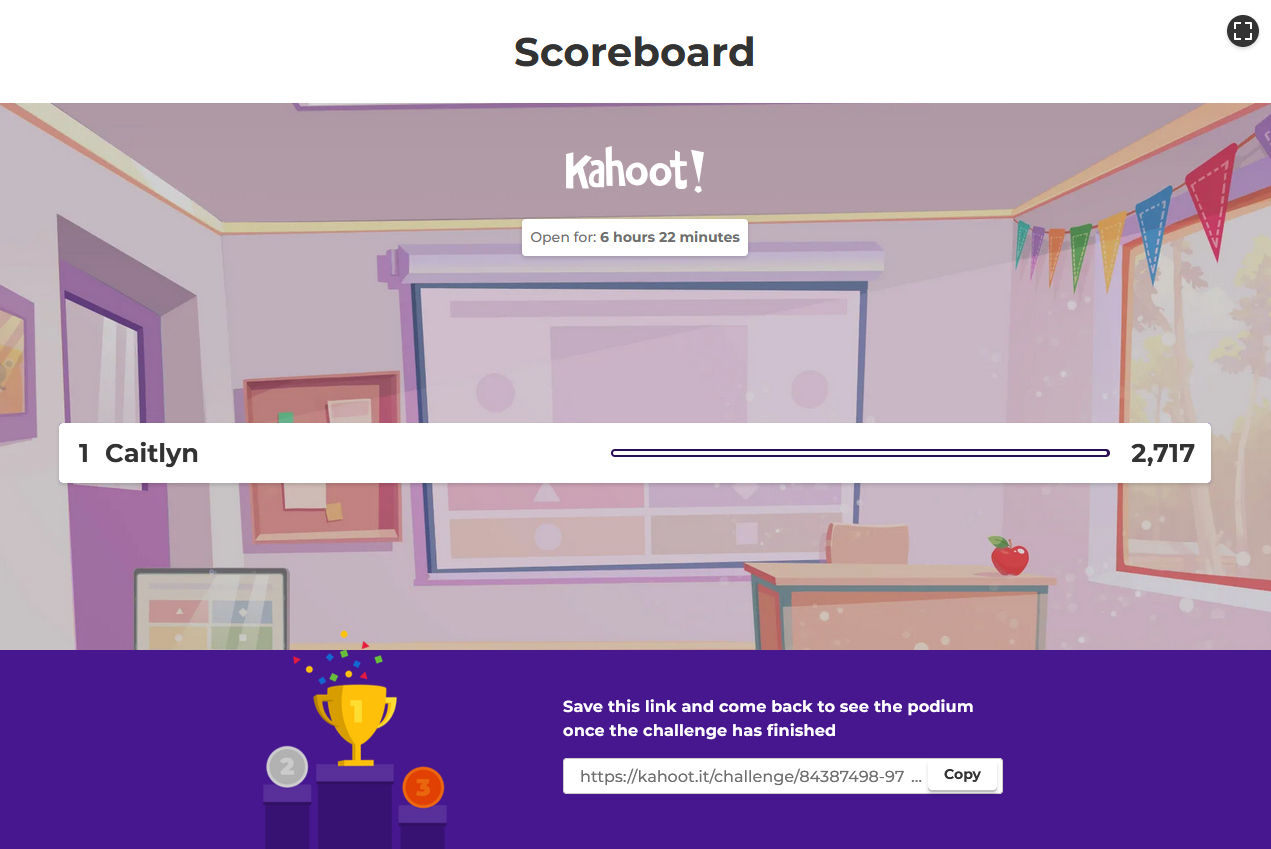 Scoreboard
Kahoot!
Open for: 6 hours 22 minutes
1 Caitlyn 2,717
Save this link and come back to see the podium
once the challenge has finished
https://kahoot.it/challenge/84387498-97 ... Copy
1
2
3